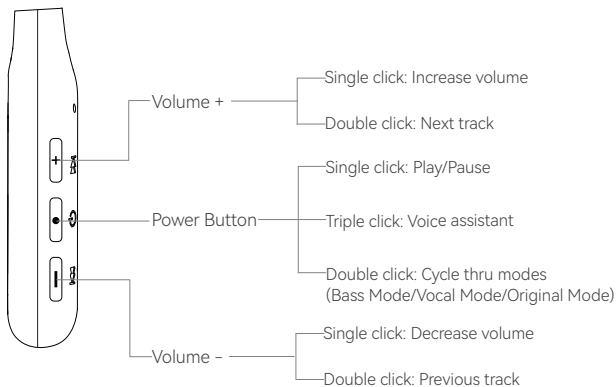 Single click: Increase volume
Volume +
Double click: Next track
Single click: Play/Pause
Power Button
Triple click: Voice assistant
Double click: Cycle thru modes
(Bass Mode/Vocal Mode/Original Mode)
Single click: Decrease volume
Volume –
Double click: Previous track